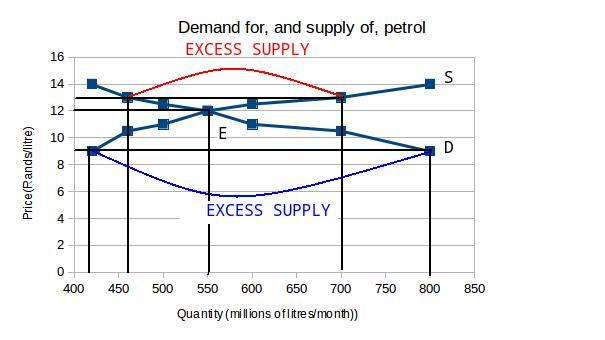 Demand for, and supply of, petrol
EXCESS SUPPLY
16
14
12
10
8
6
4
2
0
S
E
D
EXCESS SUPPLY
400 450 500 550 600 650 700 750 800 850
Price(Rands/litre)
Quantity (millions of litres/month))